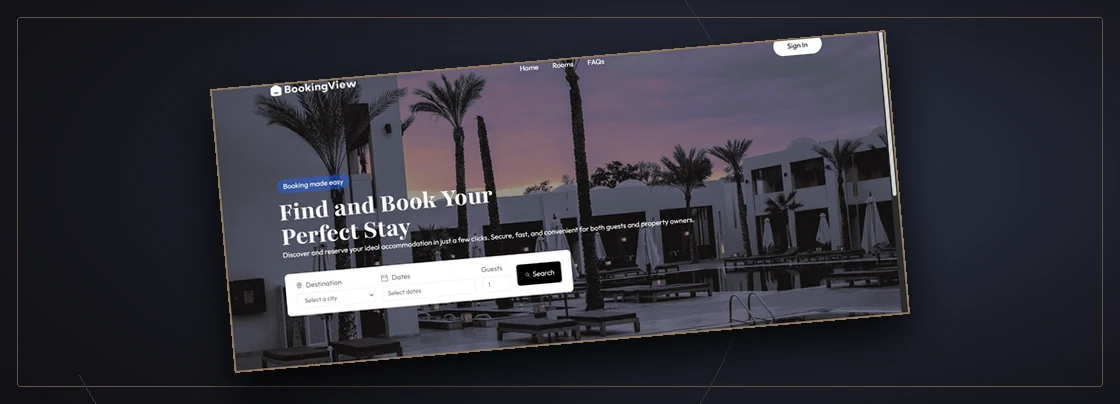 BookingView
Home Rooms FAQs
Sign In
Booking made easy
Find and Book Your
Perfect Stay
Discover and reserve your ideal accommodation in just a few clicks. Secure, fast, and convenient for both guests and property owners.
Destination Dates Guests
Select a city Select dates 1 Search